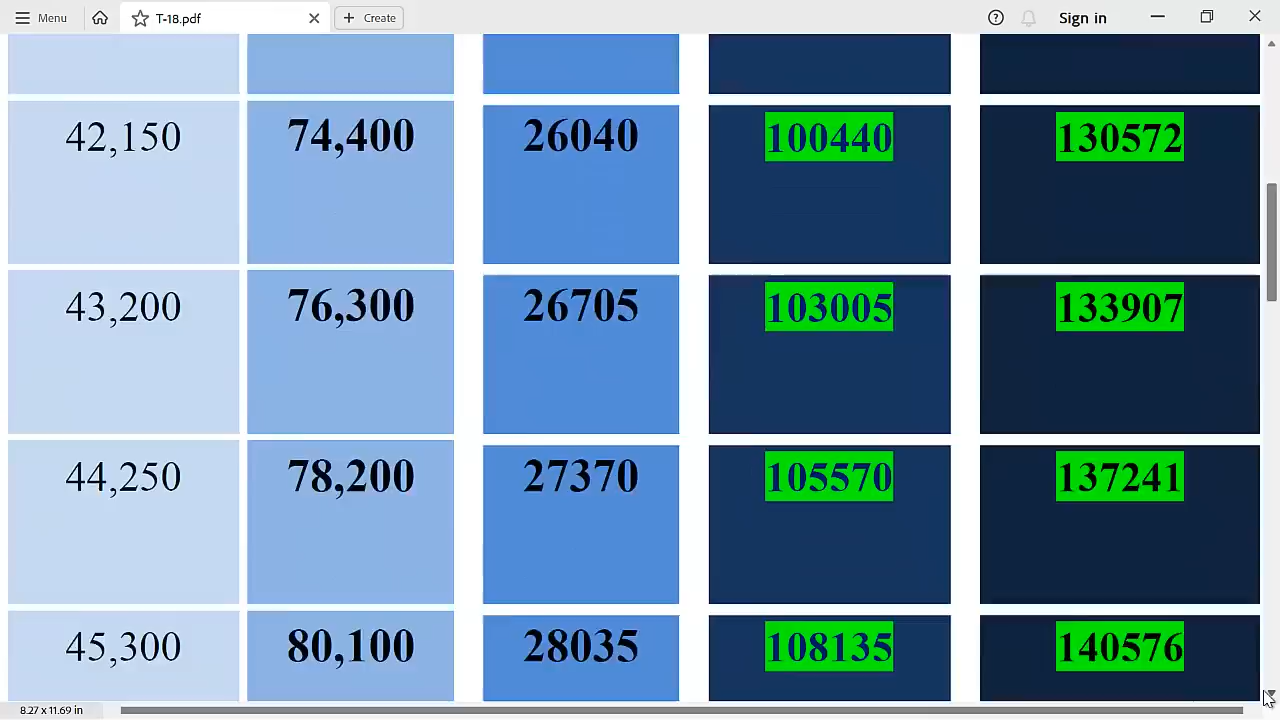 Menu T-18.pdf Create Sign in
42,150 74,400 26040 100440 130572
43,200 76,300 26705 103005 133907
44,250 78,200 27370 105570 137241
45,300 80,100 28035 108135 140576
8.27 x 11.69 in